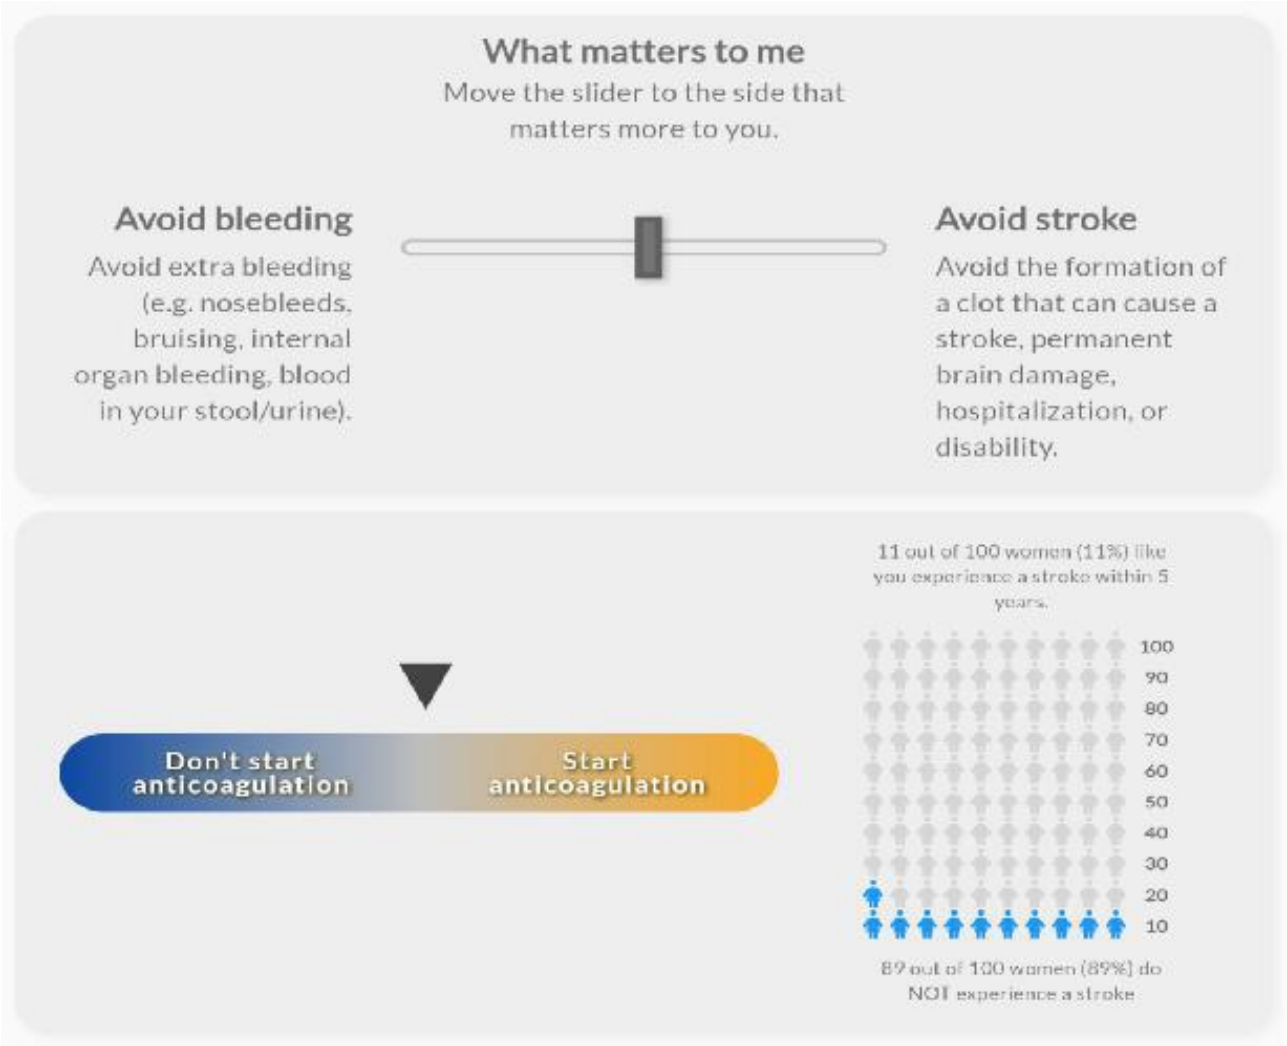 What matters to me
Move the slider to the side that
matters more to you.
Avoid bleeding
Avoid extra bleeding
(e.g. nosebleeds,
bruising, internal
organ bleeding, blood
in your stool/urine).
Avoid stroke
Avoid the formation of
a clot that can cause a
stroke, permanent
brain damage,
hospitalization, or
disability.
Don't start
anticoagulation
Start
anticoagulation
11 out of 100 women (11%) like
you experience a stroke within 5
years.
100
90
80
70
60
50
40
30
20
10
89 out of 100 women (89%) do
NOT experience a stroke